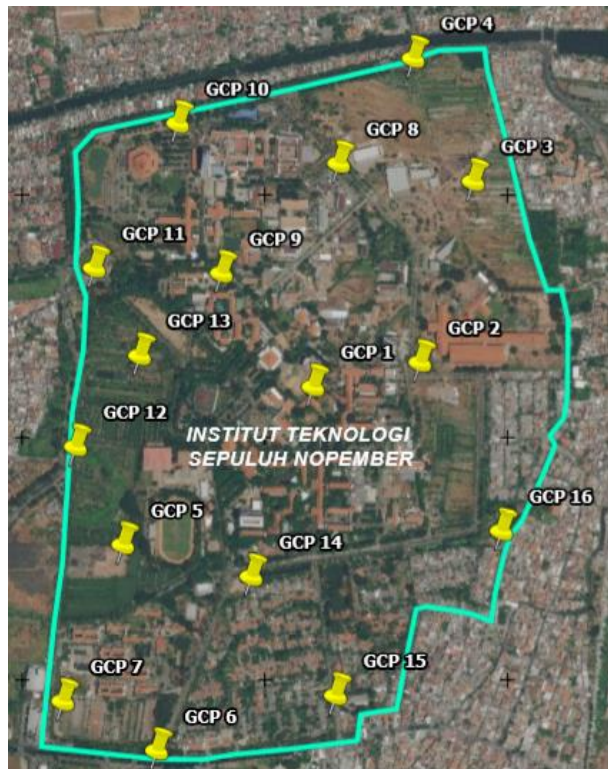 GCP 4
GCP 10
GCP 8
GCP 3
GCP 11
GCP 9
GCP 13
GCP 2
GCP 1
GCP 12
INSTITUT TEKNOLOGI
SEPULUH NOPEMBER
GCP 16
GCP 5
GCP 14
GCP 7
GCP 15
GCP 6